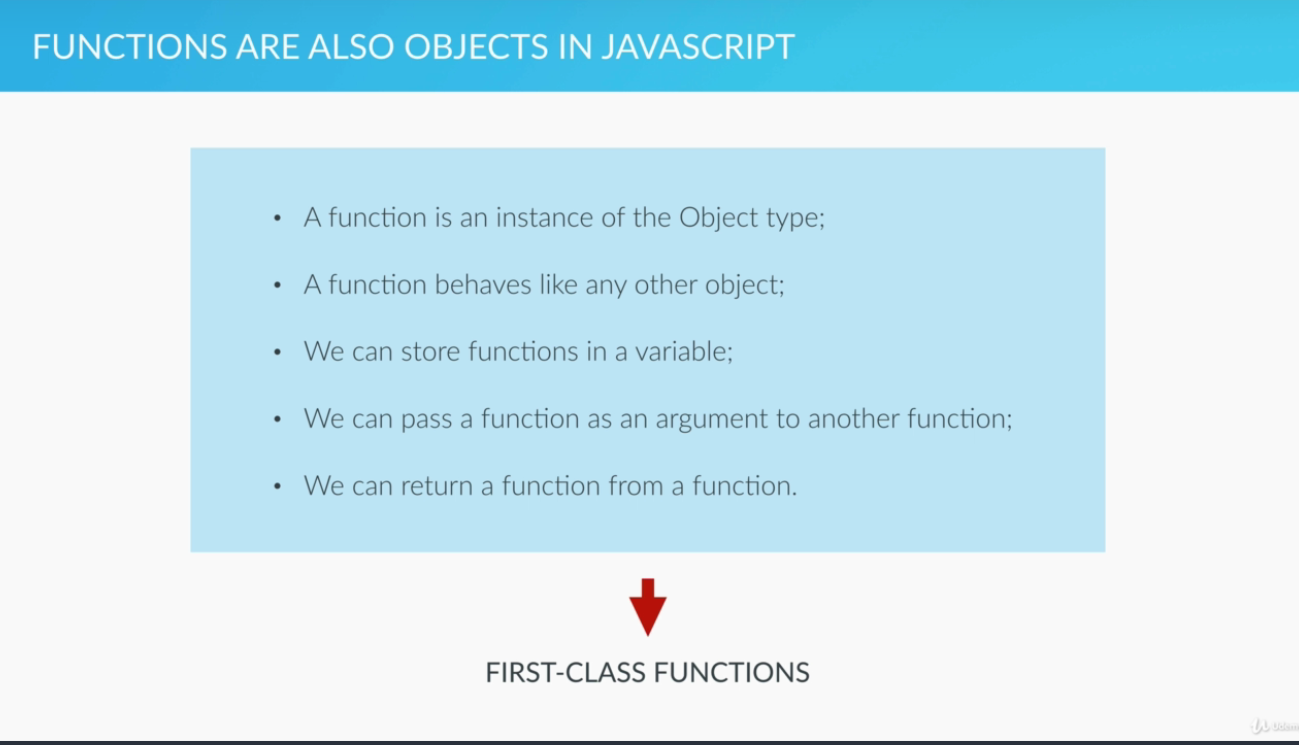 FUNCTIONS ARE ALSO OBJECTS IN JAVASCRIPT
• A function is an instance of the Object type;
• A function behaves like any other object;
• We can store functions in a variable;
• We can pass a function as an argument to another function;
• We can return a function from a function.
FIRST-CLASS FUNCTIONS